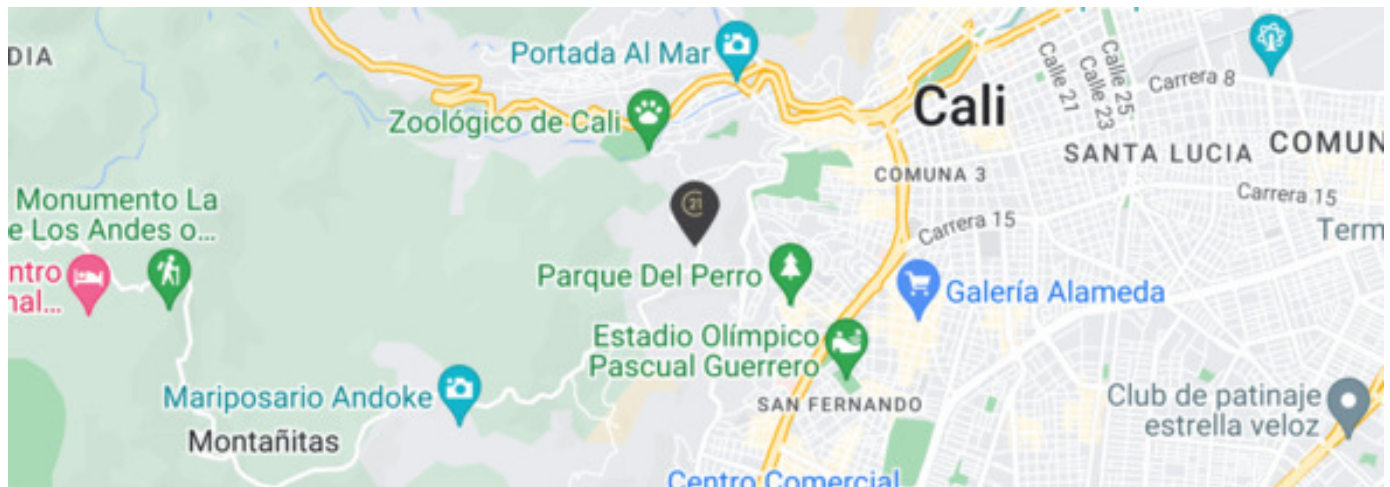 DIA
Portada Al Mar
Zoológico de Cali
Cali
Calle 21
Calle 23
Calle 25
Carrera 8
SANTA LUCIA
COMUN
COMUNA 3
Carrera 15
Carrera 15
Term
Monumento La
e Los Andes o...
21
ntro
nal...
Parque Del Perro
Galería Alameda
Estadio Olímpico
Pascual Guerrero
Mariposario Andoke
Montañitas
SAN FERNANDO
Club de patinaje
estrella veloz
Centro Comercial